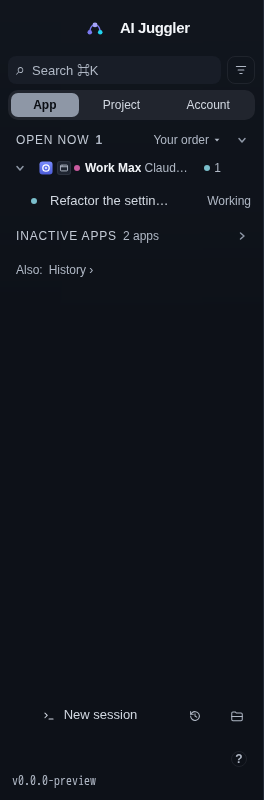 AI Juggler
Search ⌘K
App Project Account
OPEN NOW 1 Your order
Work Max Claud… 1
Refactor the settin… Working
INACTIVE APPS 2 apps
Also: History ›
New session
?
v0.0.0-preview